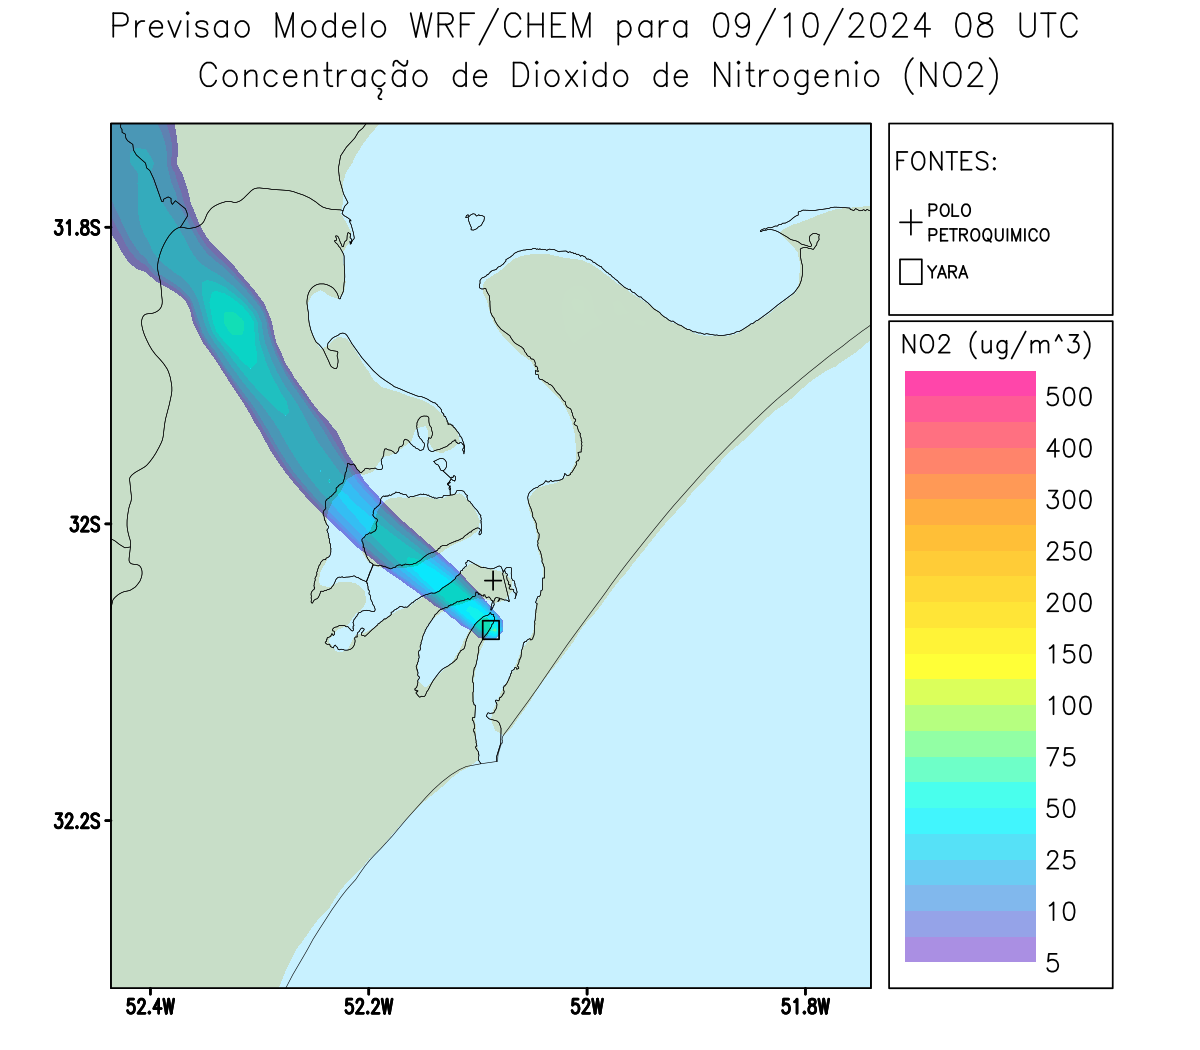 Previsao Modelo WRF/CHEM para 09/10/2024 08 UTC
Concentração de Dioxido de Nitrogenio (NO2)
FONTES:
POLO
PETROQUIMICO
YARA
NO2 (ug/m^3)
500
400
300
250
200
150
100
75
50
25
10
5
31.8S
32S
32.2S
52.4W
52.2W
52W
51.8W